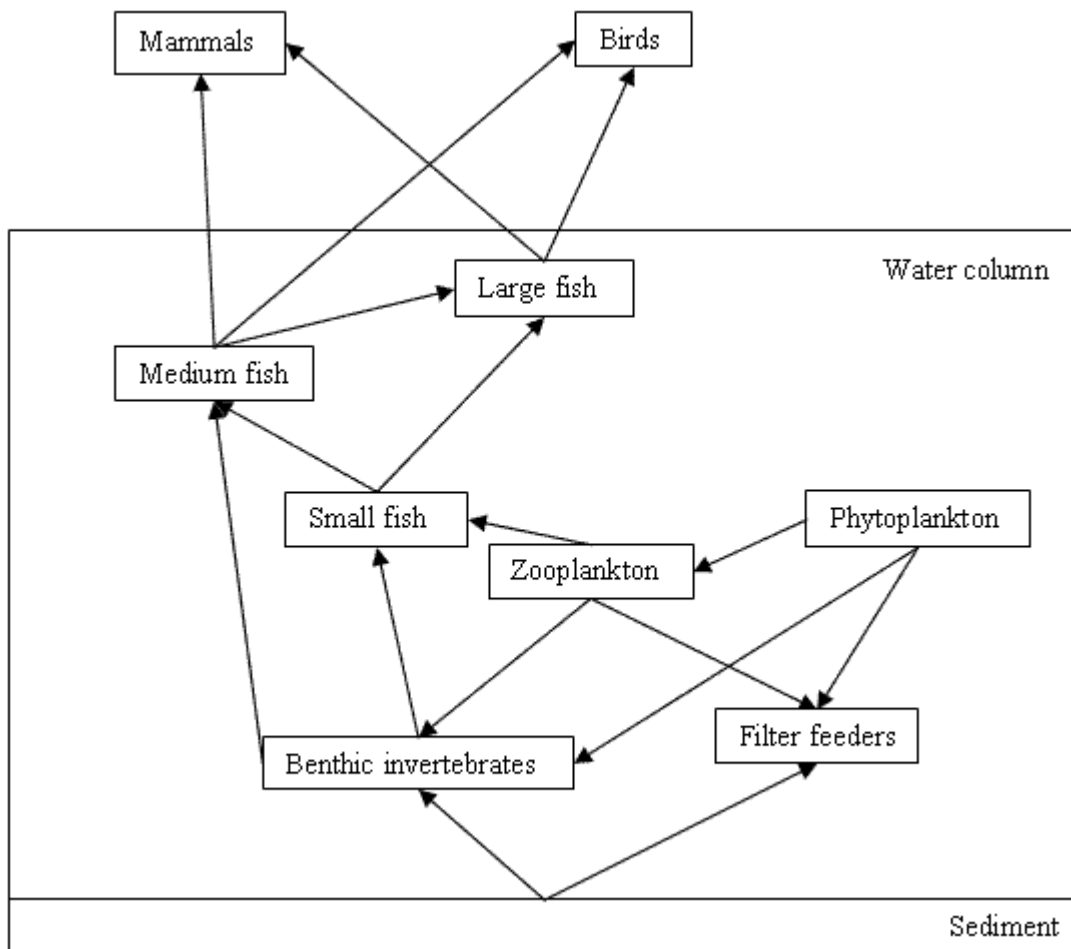 Mammals
Birds
Water column
Large fish
Medium fish
Small fish
Phytoplankton
Zooplankton
Filter feeders
Benthic invertebrates
Sediment